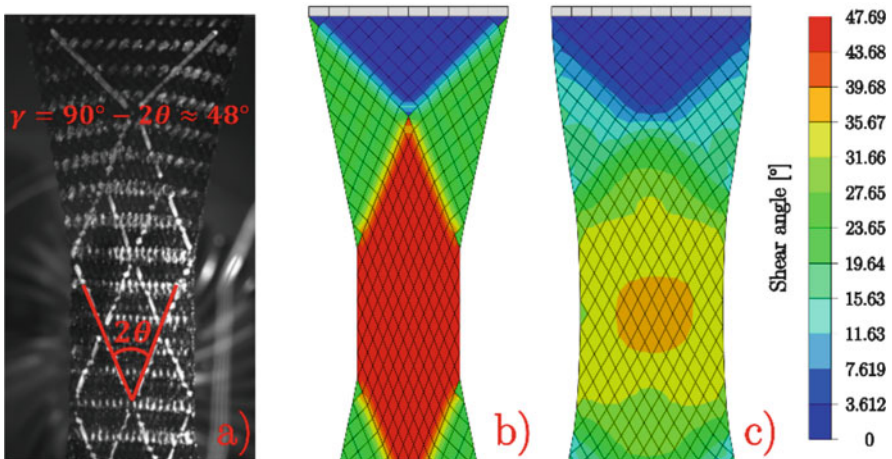 γ = 90° − 2θ ≈ 48°
2θ
a)
b)
c)
Shear angle [°]
47.69
43.68
39.68
35.67
31.66
27.65
23.65
19.64
15.63
11.63
7.619
3.612
0